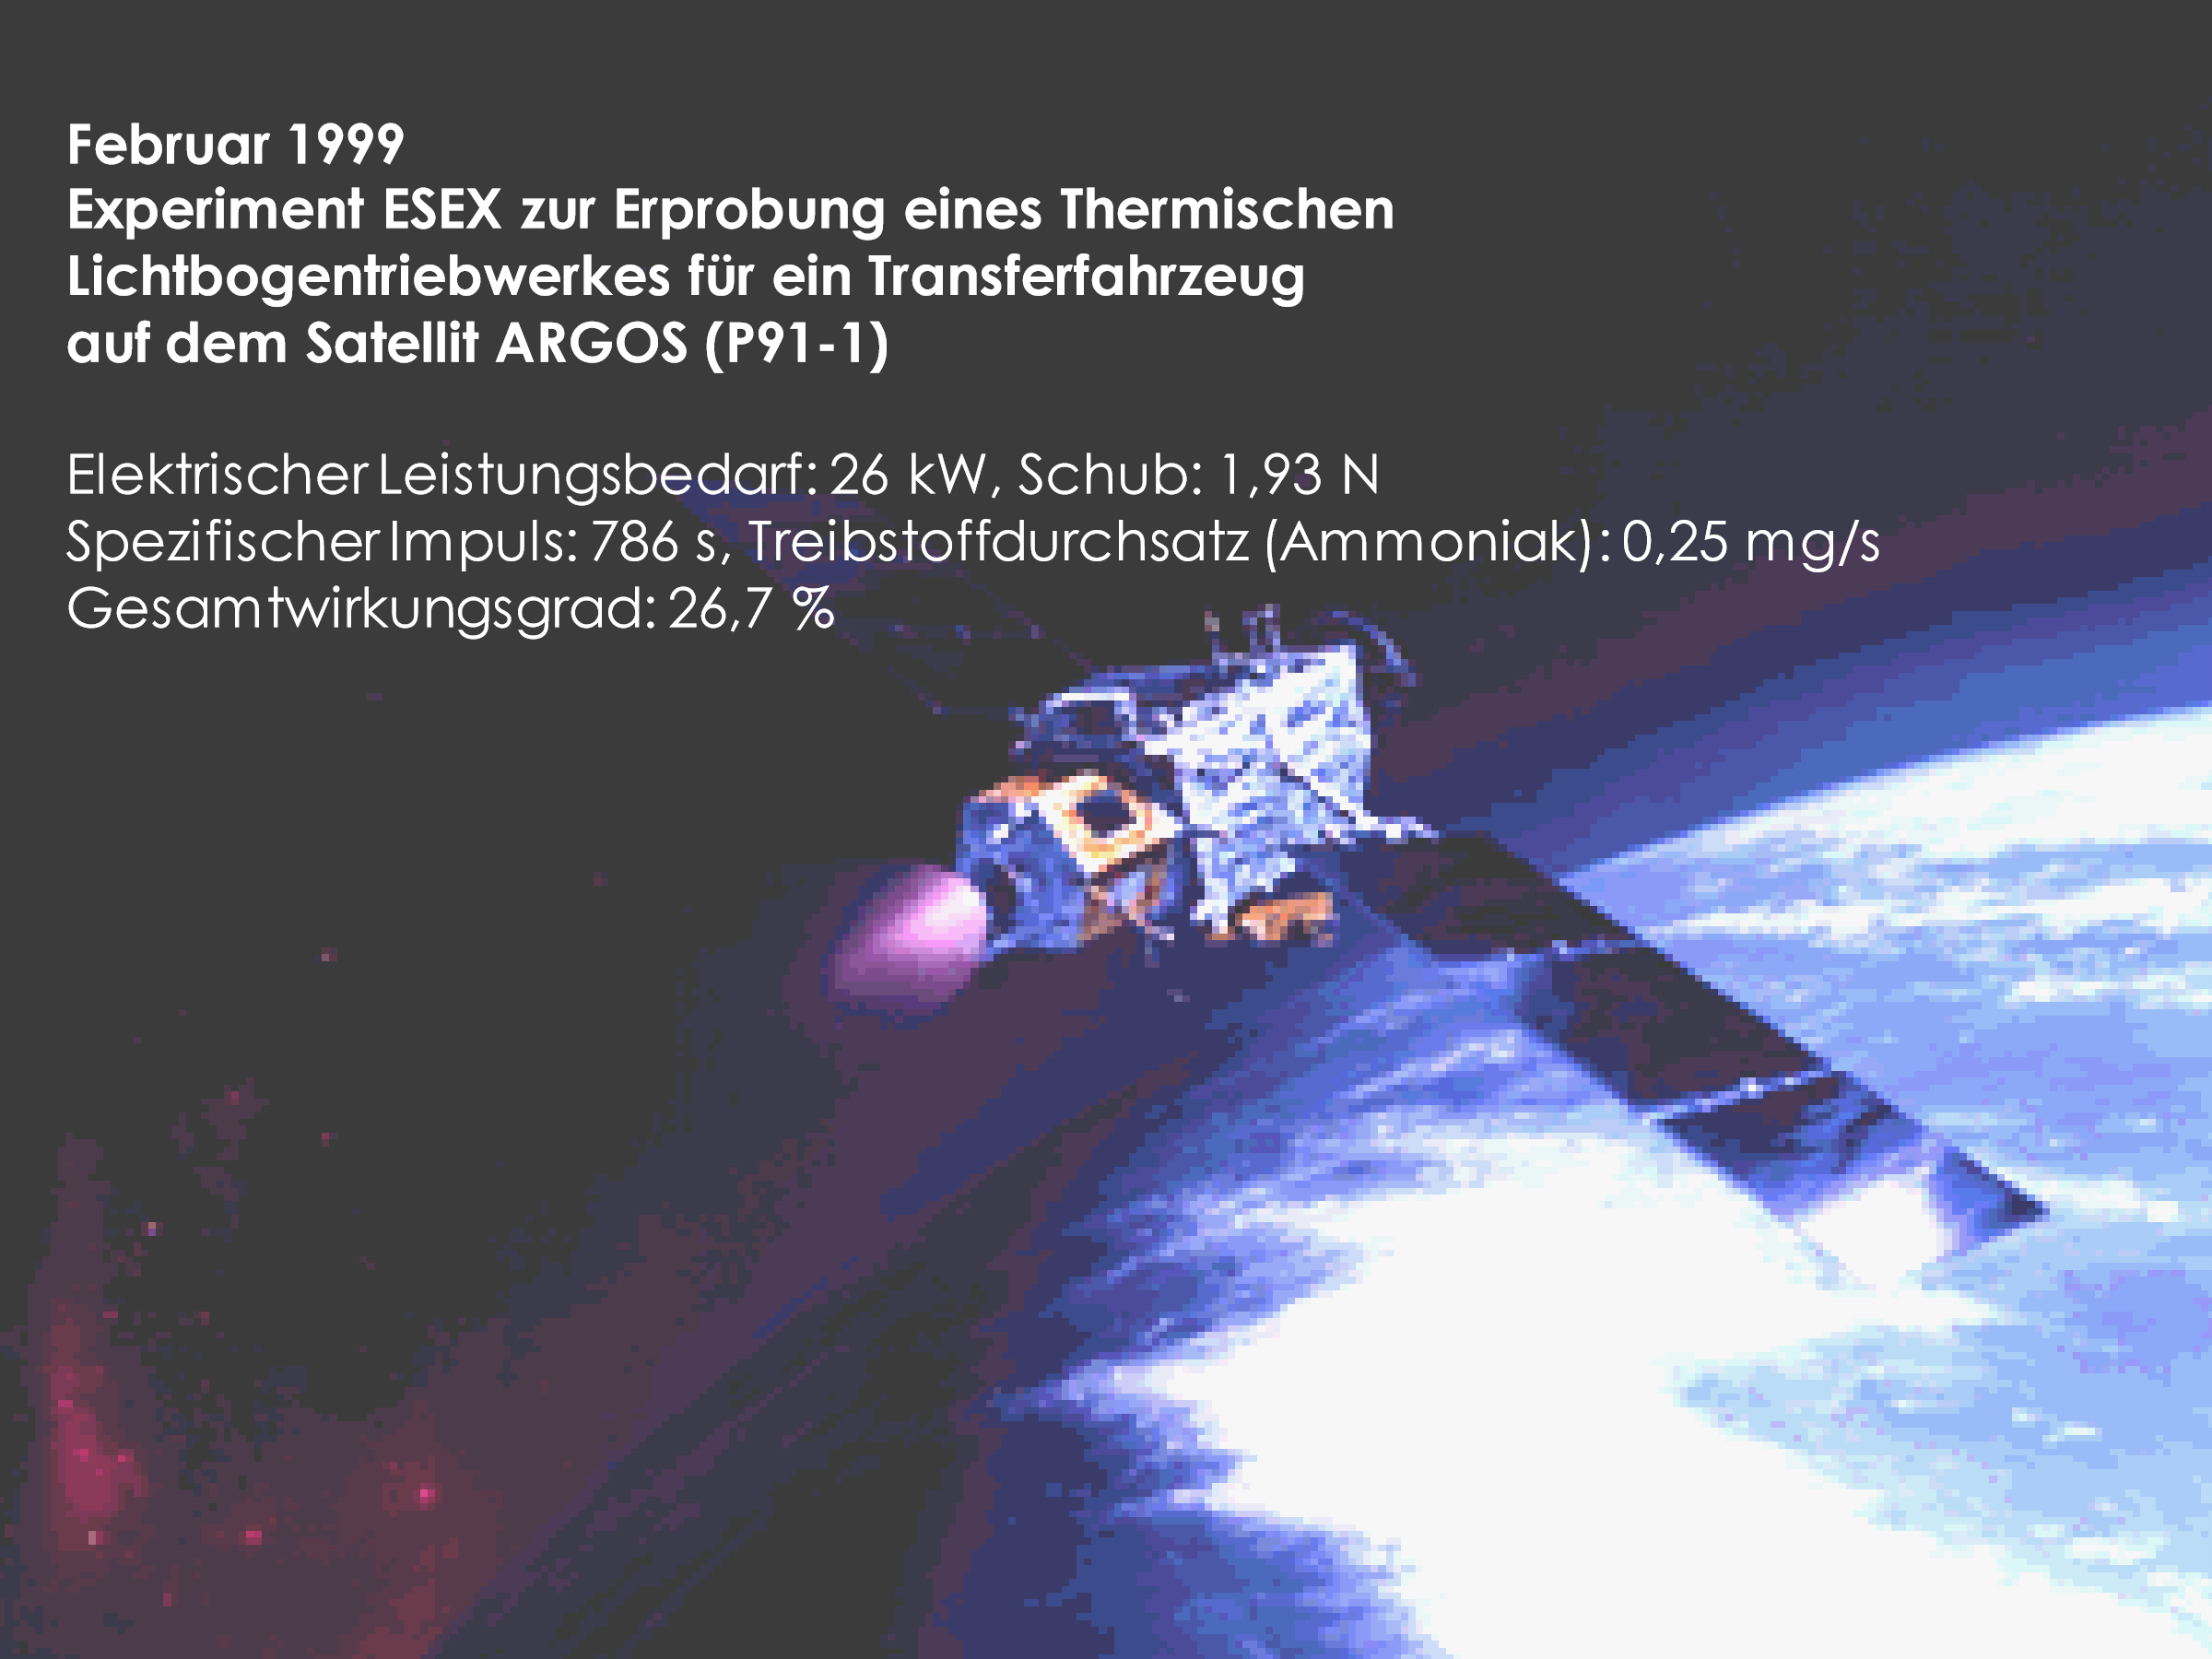 Februar 1999
Experiment ESEX zur Erprobung eines Thermischen
Lichtbogentriebwerkes für ein Transferfahrzeug
auf dem Satellit ARGOS (P91-1)
Elektrischer Leistungsbedarf: 26 kW, Schub: 1,93 N
Spezifischer Impuls: 786 s, Treibstoffdurchsatz (Ammoniak): 0,25 mg/s
Gesamtwirkungsgrad: 26,7 %